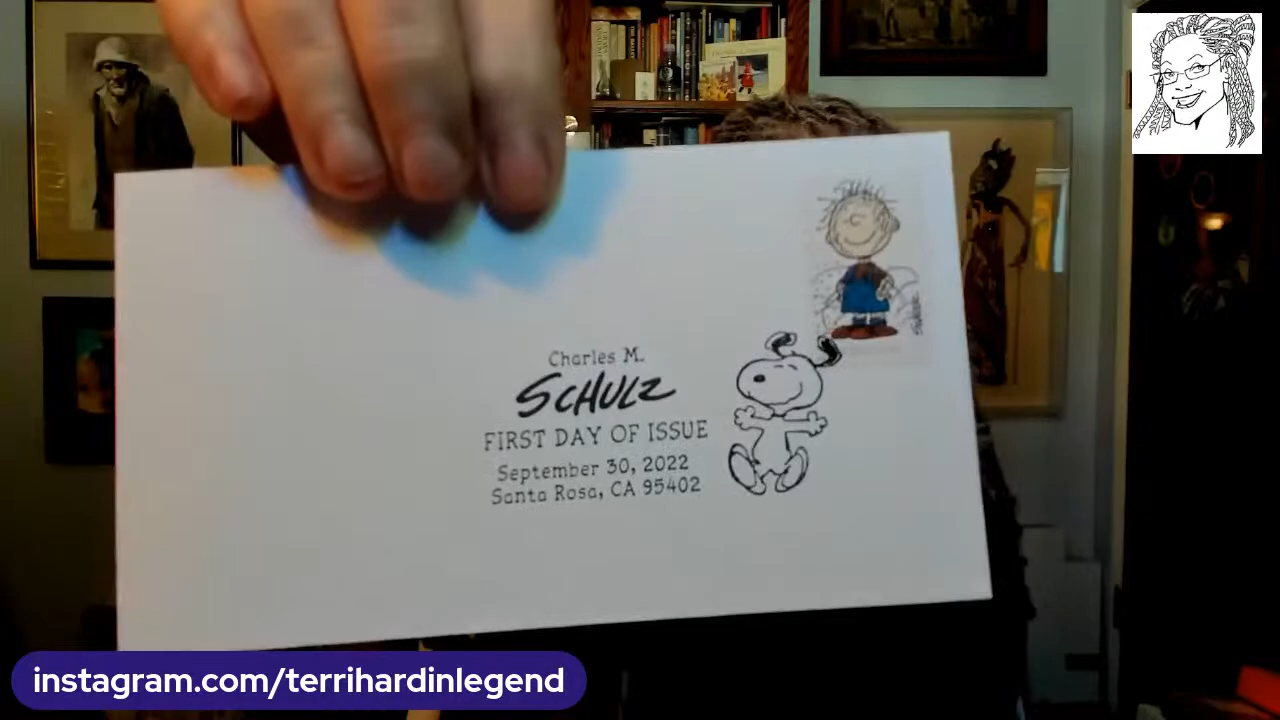 Charles M.
SCHULZ
FIRST DAY OF ISSUE
September 30, 2022
Santa Rosa, CA 95402
instagram.com/terrihardinlegend